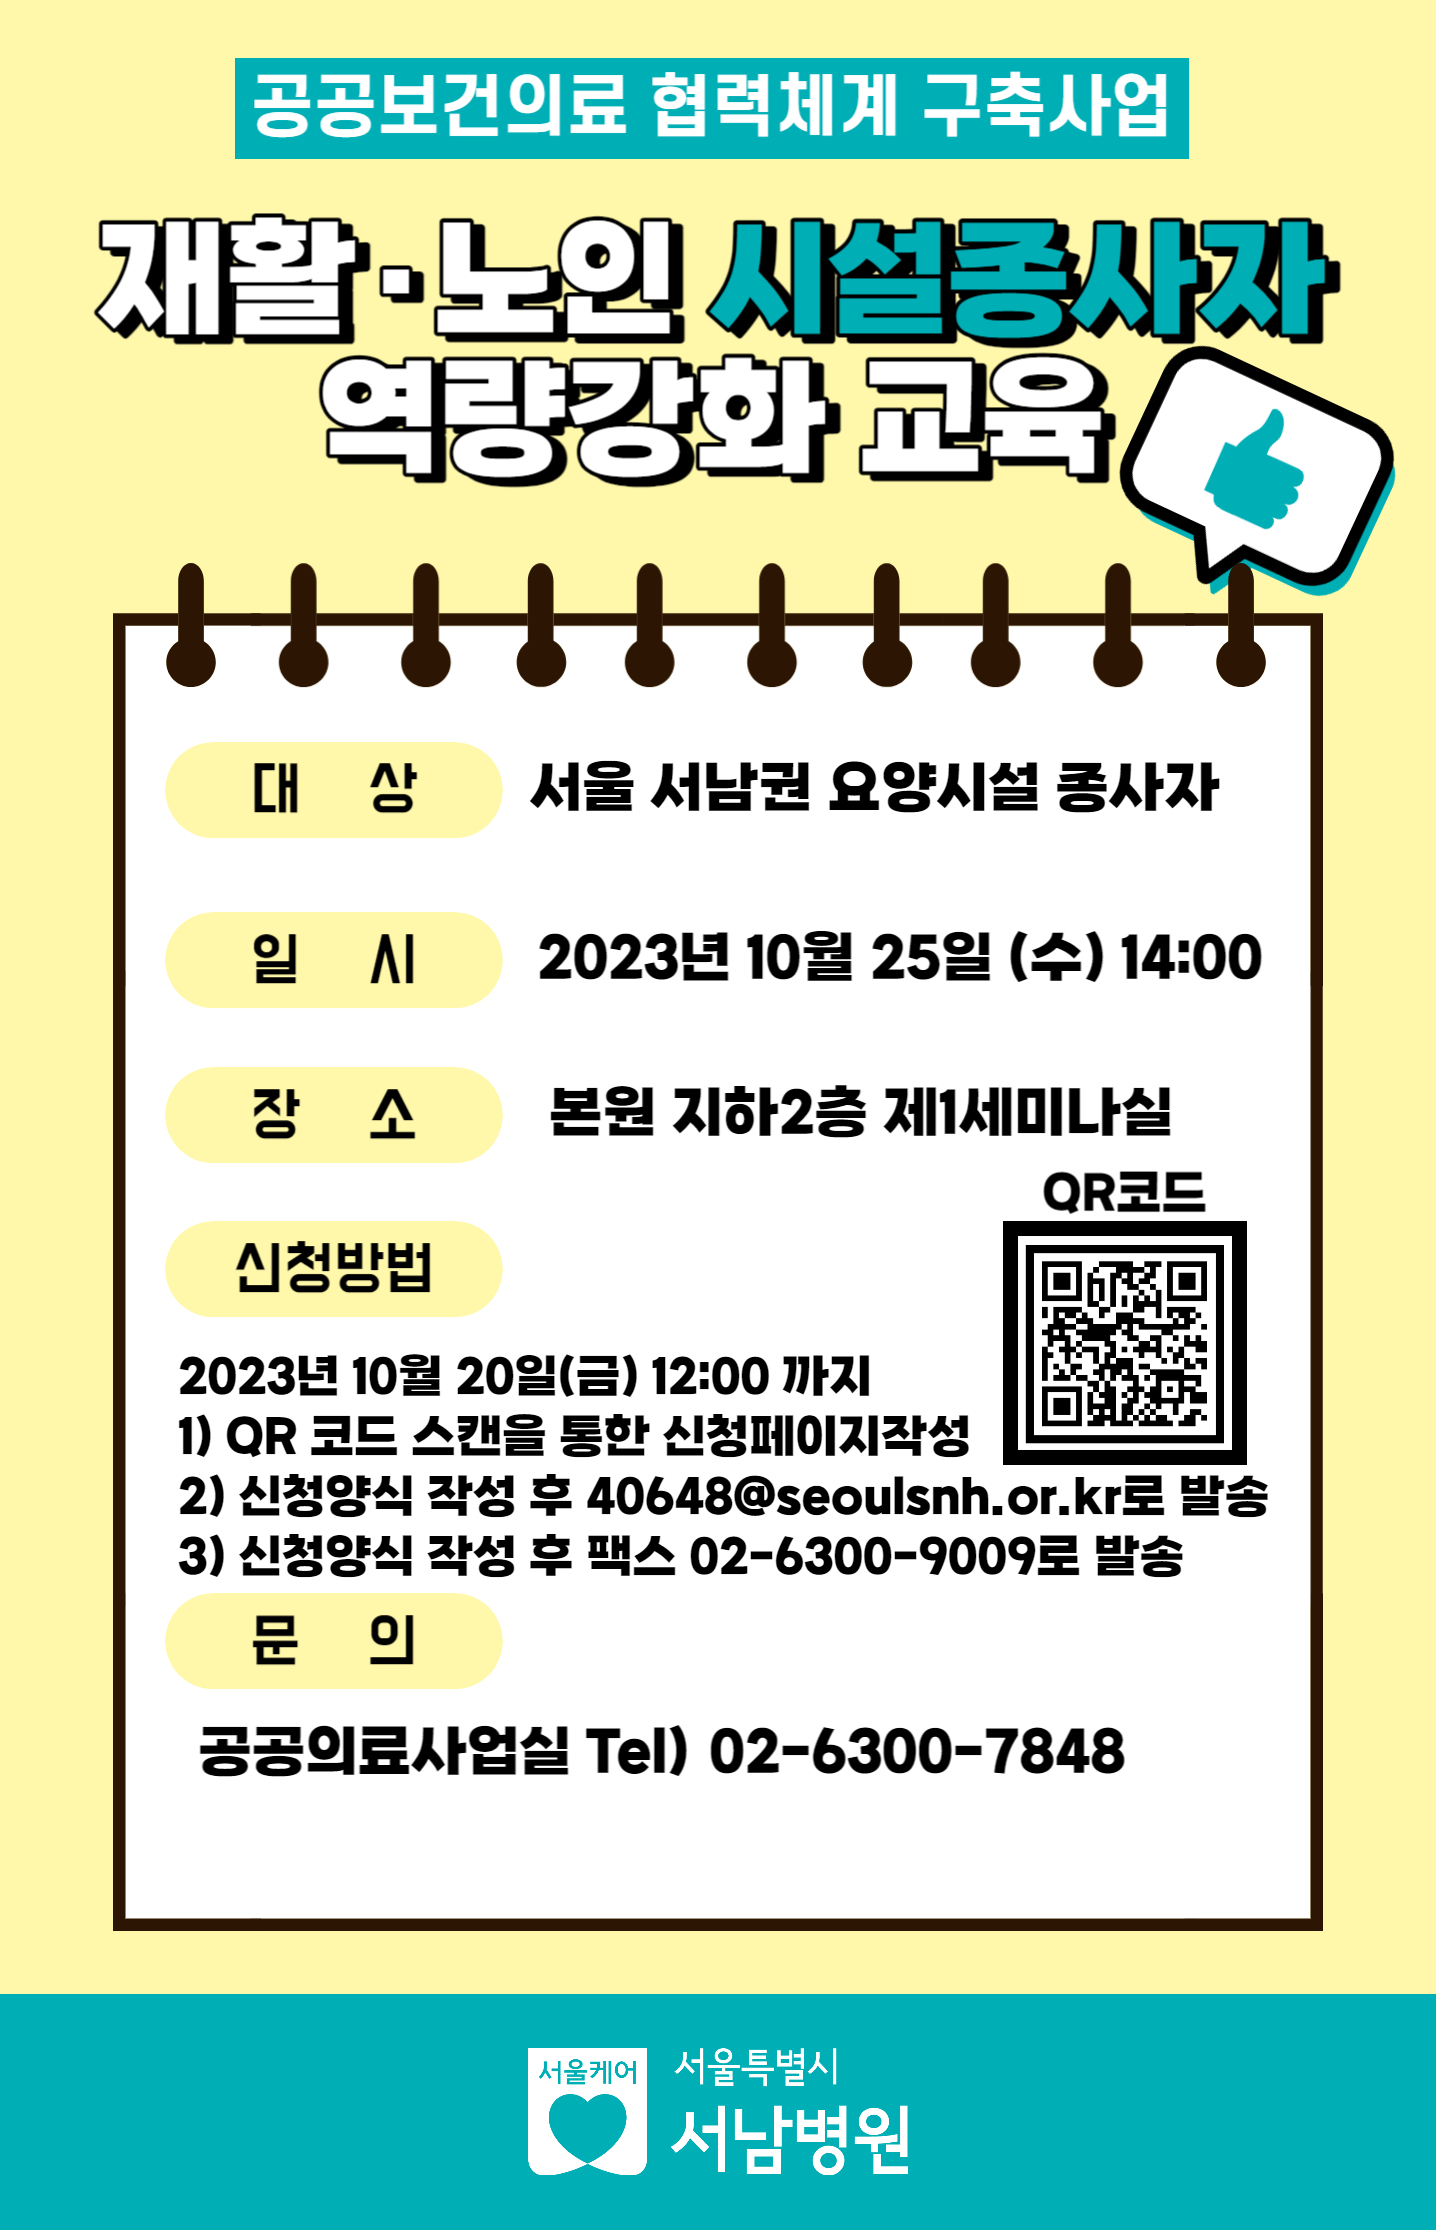 공공보건의료 협력체계 구축사업
재활·노인 시설종사자
역량강화 교육
대 상 서울 서남권 요양시설 종사자
일 시 2023년 10월 25일 (수) 14:00
장 소 본원 지하2층 제1세미나실
QR코드
신청방법
2023년 10월 20일(금) 12:00 까지
1) QR 코드 스캔을 통한 신청페이지작성
2) 신청양식 작성 후 40648@seoulsnh.or.kr로 발송
3) 신청양식 작성 후 팩스 02-6300-9009로 발송
문 의
공공의료사업실 Tel) 02-6300-7848
서울케어
서울특별시
서남병원